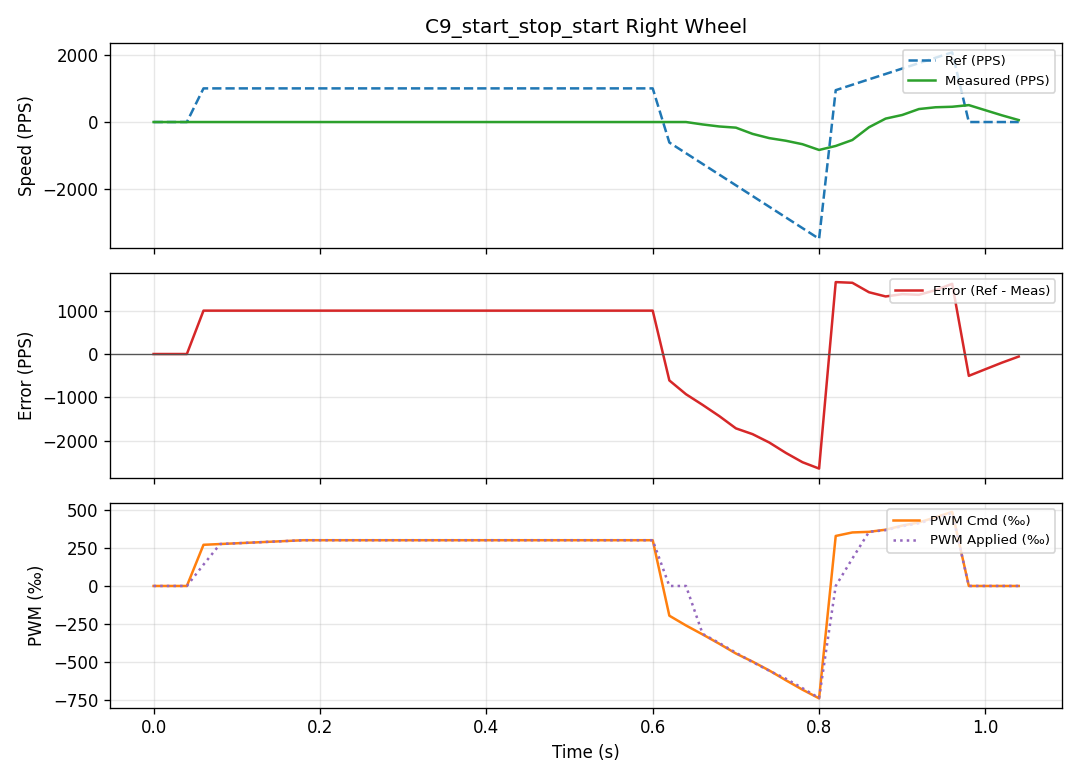 C9_start_stop_start Right Wheel
Speed (PPS)
2000
0
−2000
Ref (PPS)
Measured (PPS)
Error (PPS)
1000
0
−1000
−2000
Error (Ref - Meas)
PWM (‰)
500
250
0
−250
−500
−750
PWM Cmd (‰)
PWM Applied (‰)
0.0 0.2 0.4 0.6 0.8 1.0
Time (s)